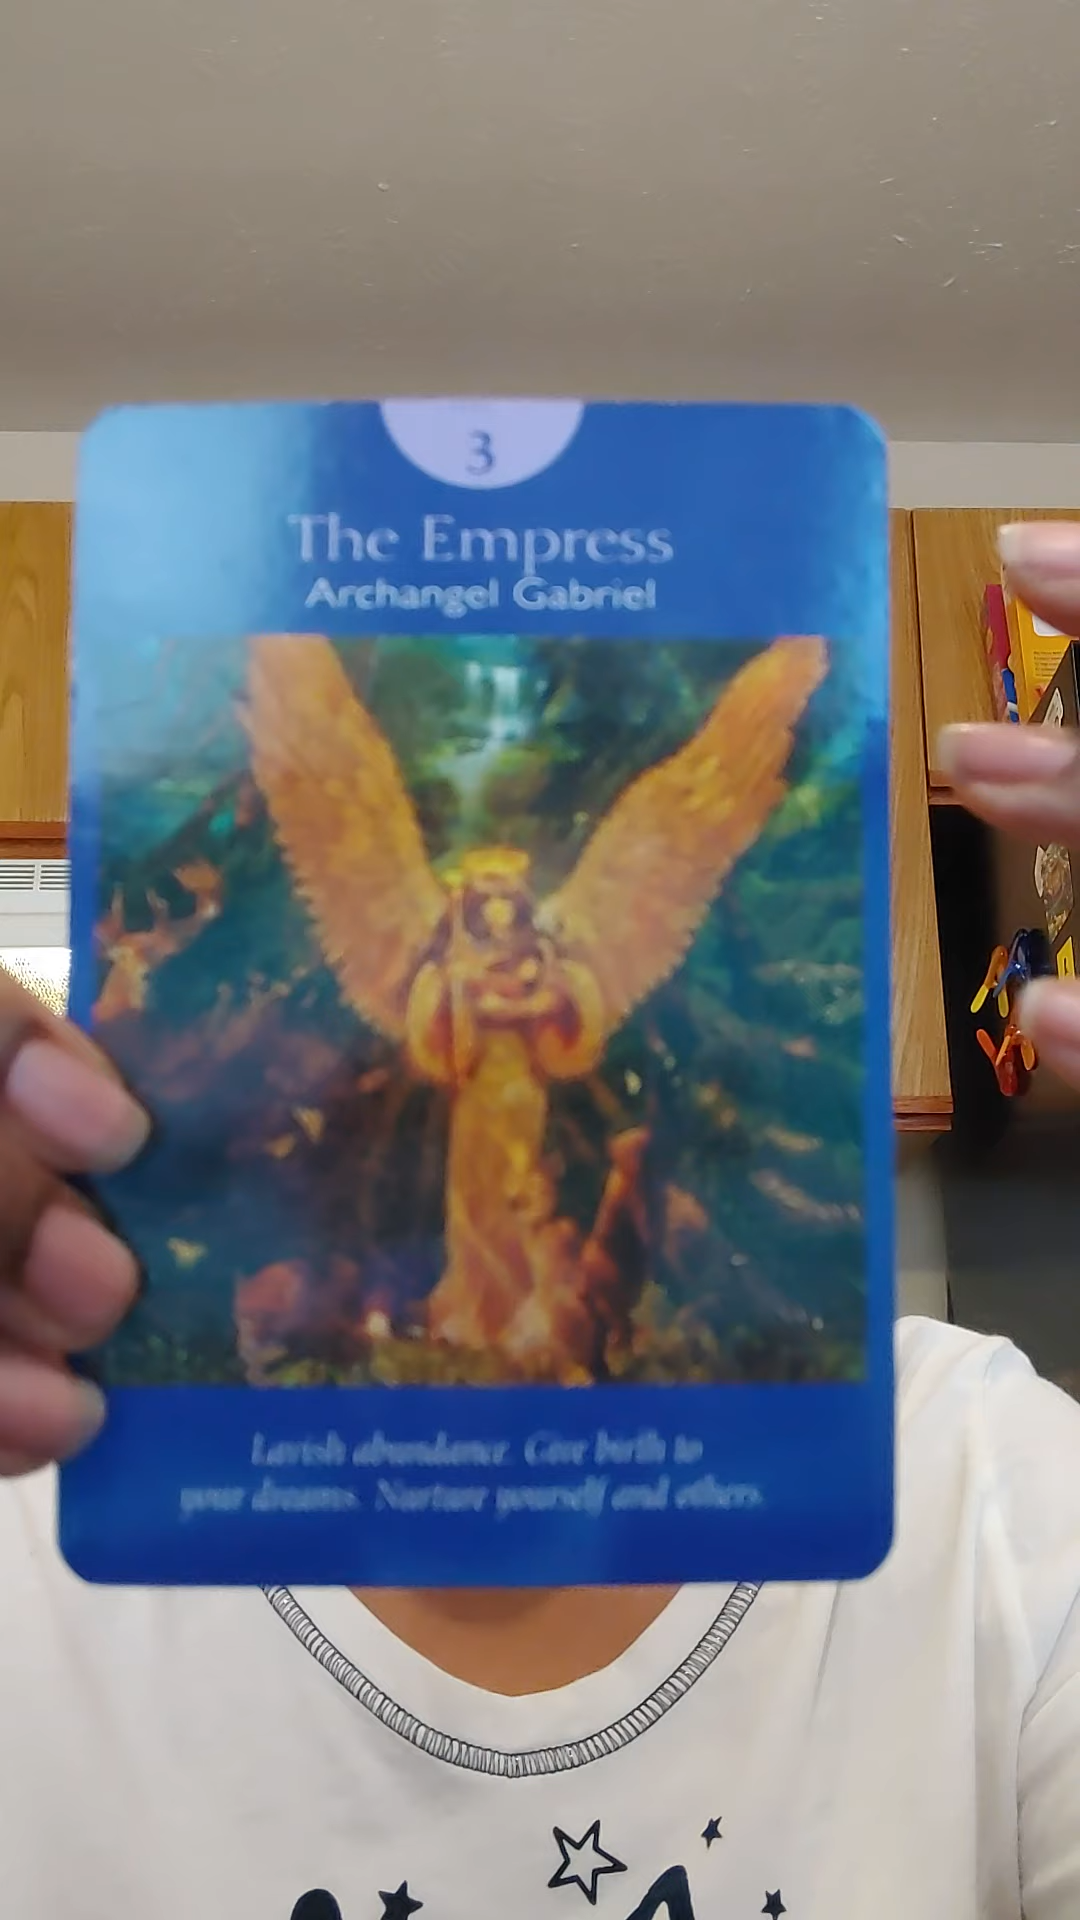 3
The Empress
Archangel Gabriel
Lavish abundance. Give birth to
your dreams. Nurture yourself and others.